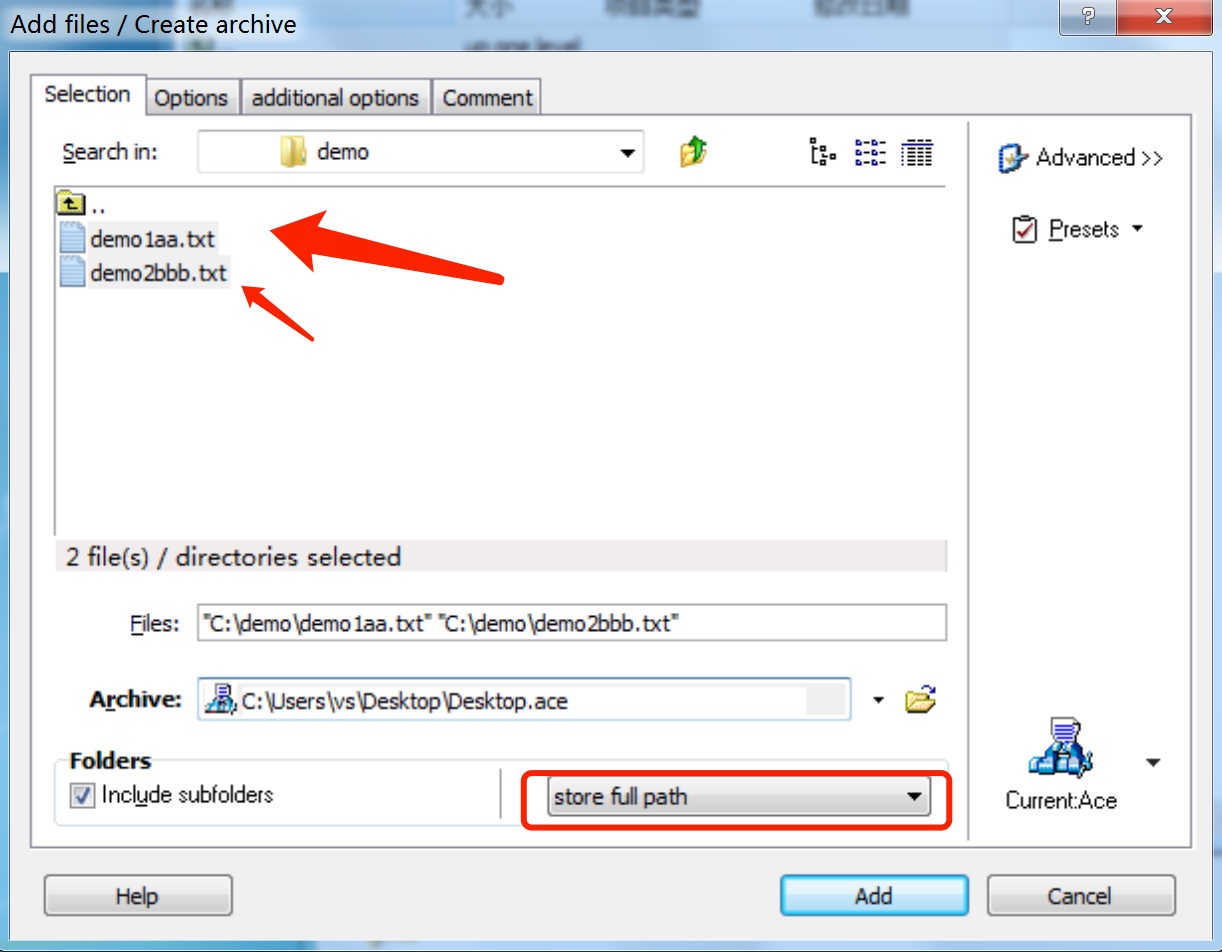 Add files / Create archive
?
Selection Options additional options Comment
Search in: demo
Advanced >>
..
demo1aa.txt
Presets
demo2bbb.txt
2 file(s) / directories selected
Files: "C:\demo\demo1aa.txt" "C:\demo\demo2bbb.txt"
Archive: C:\Users\vs\Desktop\Desktop.ace
Folders
Include subfolders store full path
Current:Ace
Help Add Cancel